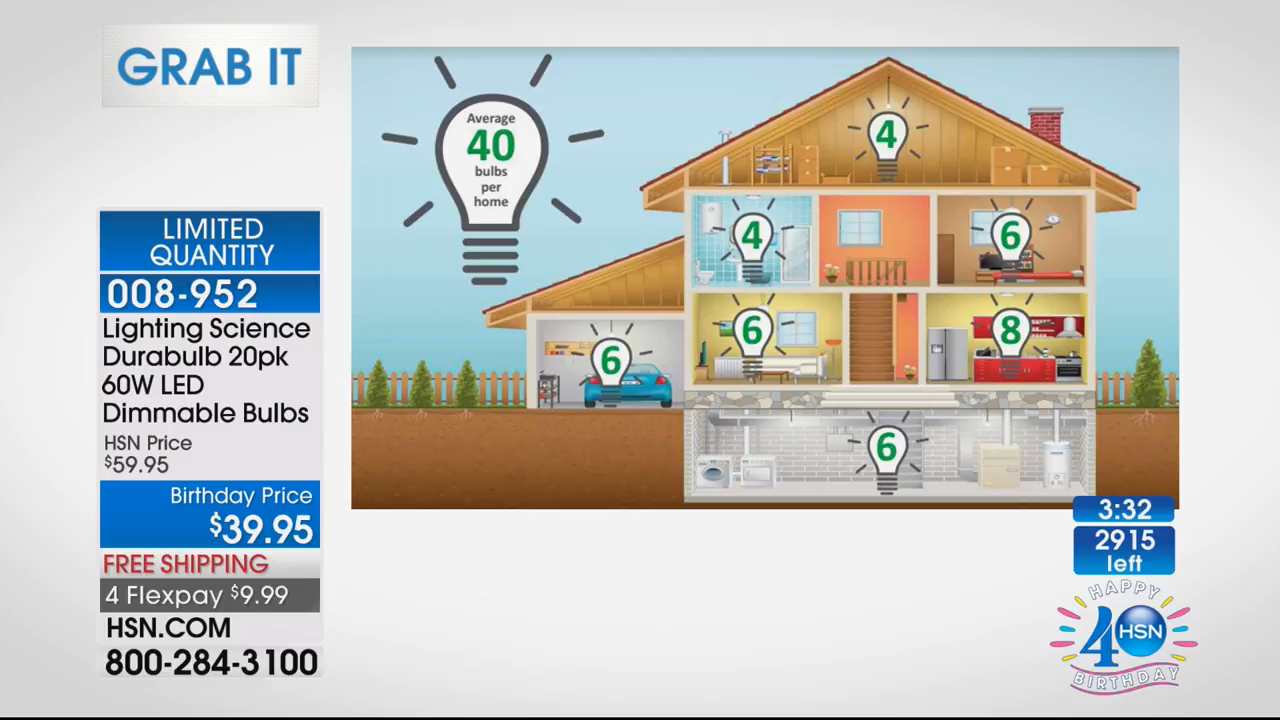 GRAB IT
LIMITED
QUANTITY
008-952
Lighting Science
Durabulb 20pk
60W LED
Dimmable Bulbs
HSN Price
$59.95
Birthday Price
$39.95
FREE SHIPPING
4 Flexpay $9.99
HSN.COM
800-284-3100
Average
40
bulbs
per
home
4
4
6
6
8
6
6
3:32
2915
left
HAPPY
40
HSN
BIRTHDAY